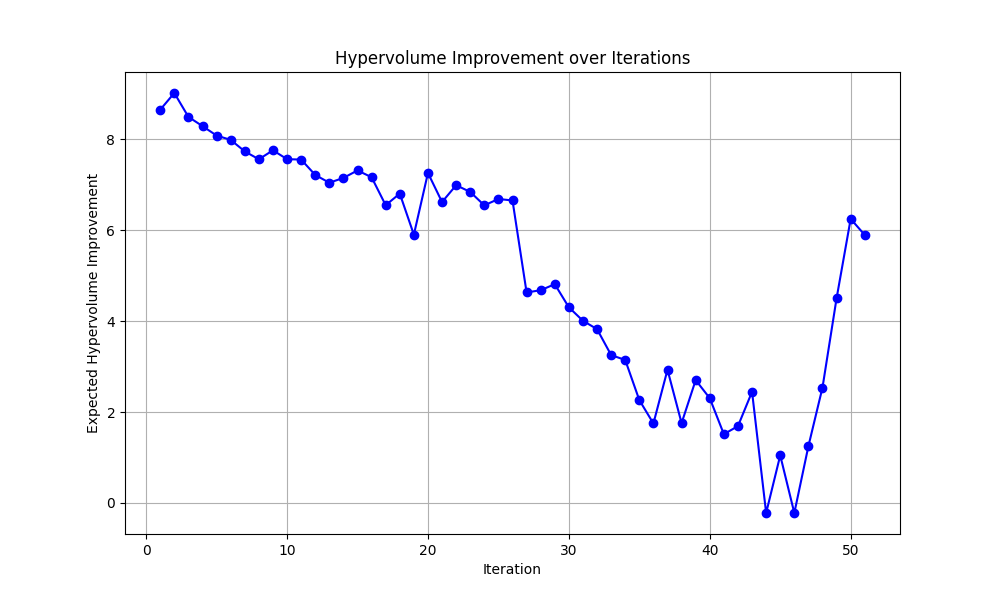 Hypervolume Improvement over Iterations
Expected Hypervolume Improvement
8
6
4
2
0
0 10 20 30 40 50
Iteration